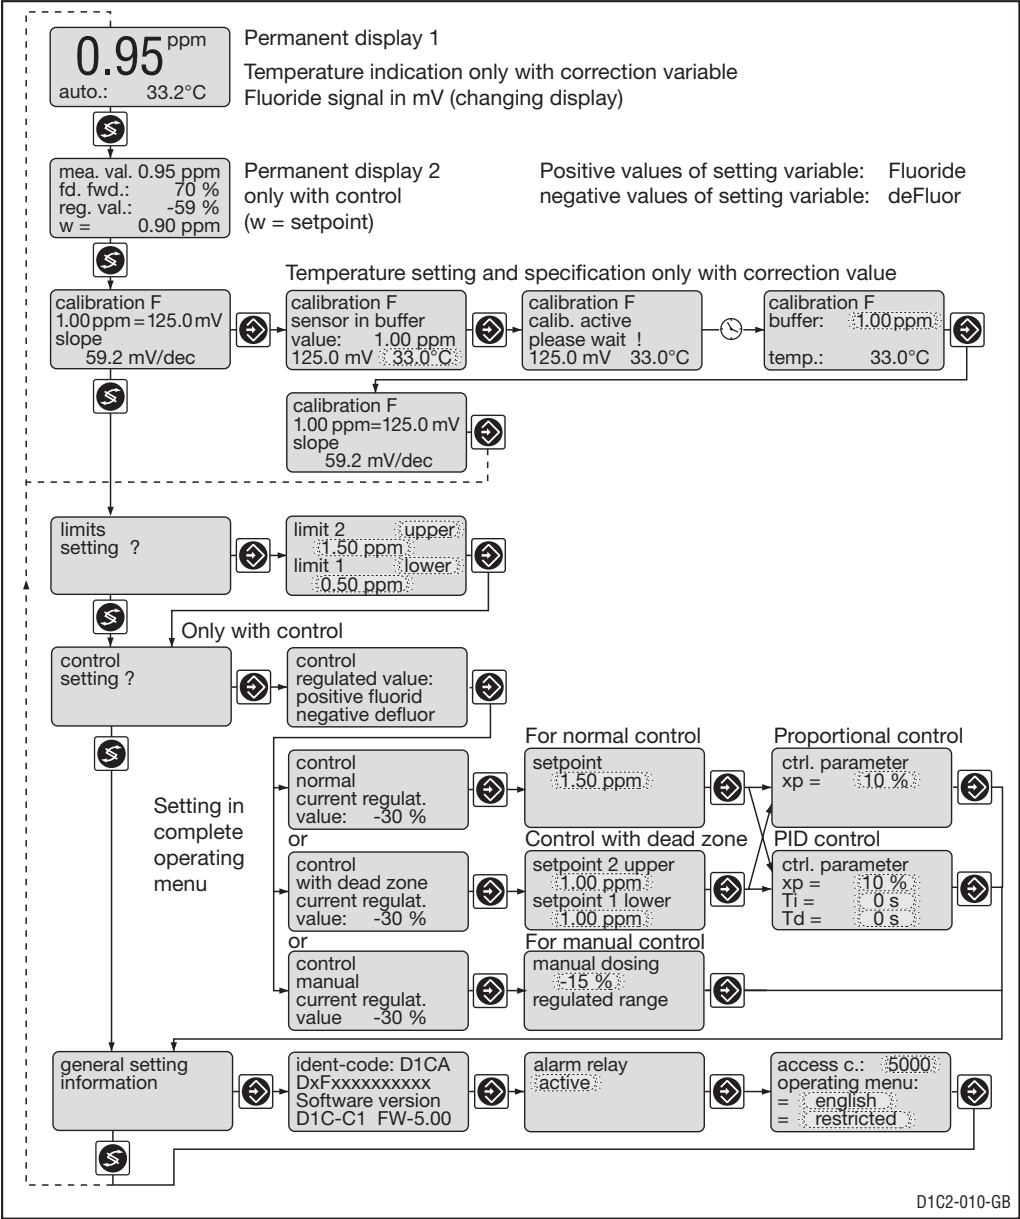 0.95 ppm
auto.: 33.2°C
Permanent display 1
Temperature indication only with correction variable
Fluoride signal in mV (changing display)
mea. val. 0.95 ppm
fd. fwd.: 70 %
reg. val.: -59 %
w = 0.90 ppm
Permanent display 2
only with control
(w = setpoint)
Positive values of setting variable: Fluoride
negative values of setting variable: deFluor
Temperature setting and specification only with correction value
calibration F
1.00 ppm = 125.0 mV
slope
59.2 mV/dec
calibration F
sensor in buffer
value: 1.00 ppm
125.0 mV 33.0°C
calibration F
calib. active
please wait !
125.0 mV 33.0°C
calibration F
buffer: 1.00 ppm
temp.: 33.0°C
calibration F
1.00 ppm=125.0 mV
slope
59.2 mV/dec
limits
setting ?
limit 2 upper
1.50 ppm
limit 1 lower
0.50 ppm
Only with control
control
setting ?
control
regulated value:
positive fluorid
negative defluor
Setting in
complete
operating
menu
control
normal
current regulat.
value: -30 %
For normal control
setpoint
1.50 ppm
Proportional control
ctrl. parameter
xp = 10 %
or
control
with dead zone
current regulat.
value: -30 %
Control with dead zone
setpoint 2 upper
1.00 ppm
setpoint 1 lower
1.00 ppm
PID control
ctrl. parameter
xp = 10 %
Ti = 0 s
Td = 0 s
or
control
manual
current regulat.
value -30 %
For manual control
manual dosing
-15 %
regulated range
general setting
information
ident-code: D1CA
DxFxxxxxxxxxx
Software version
D1C-C1 FW-5.00
alarm relay
active
access c.: 5000
operating menu:
= english
= restricted
D1C2-010-GB